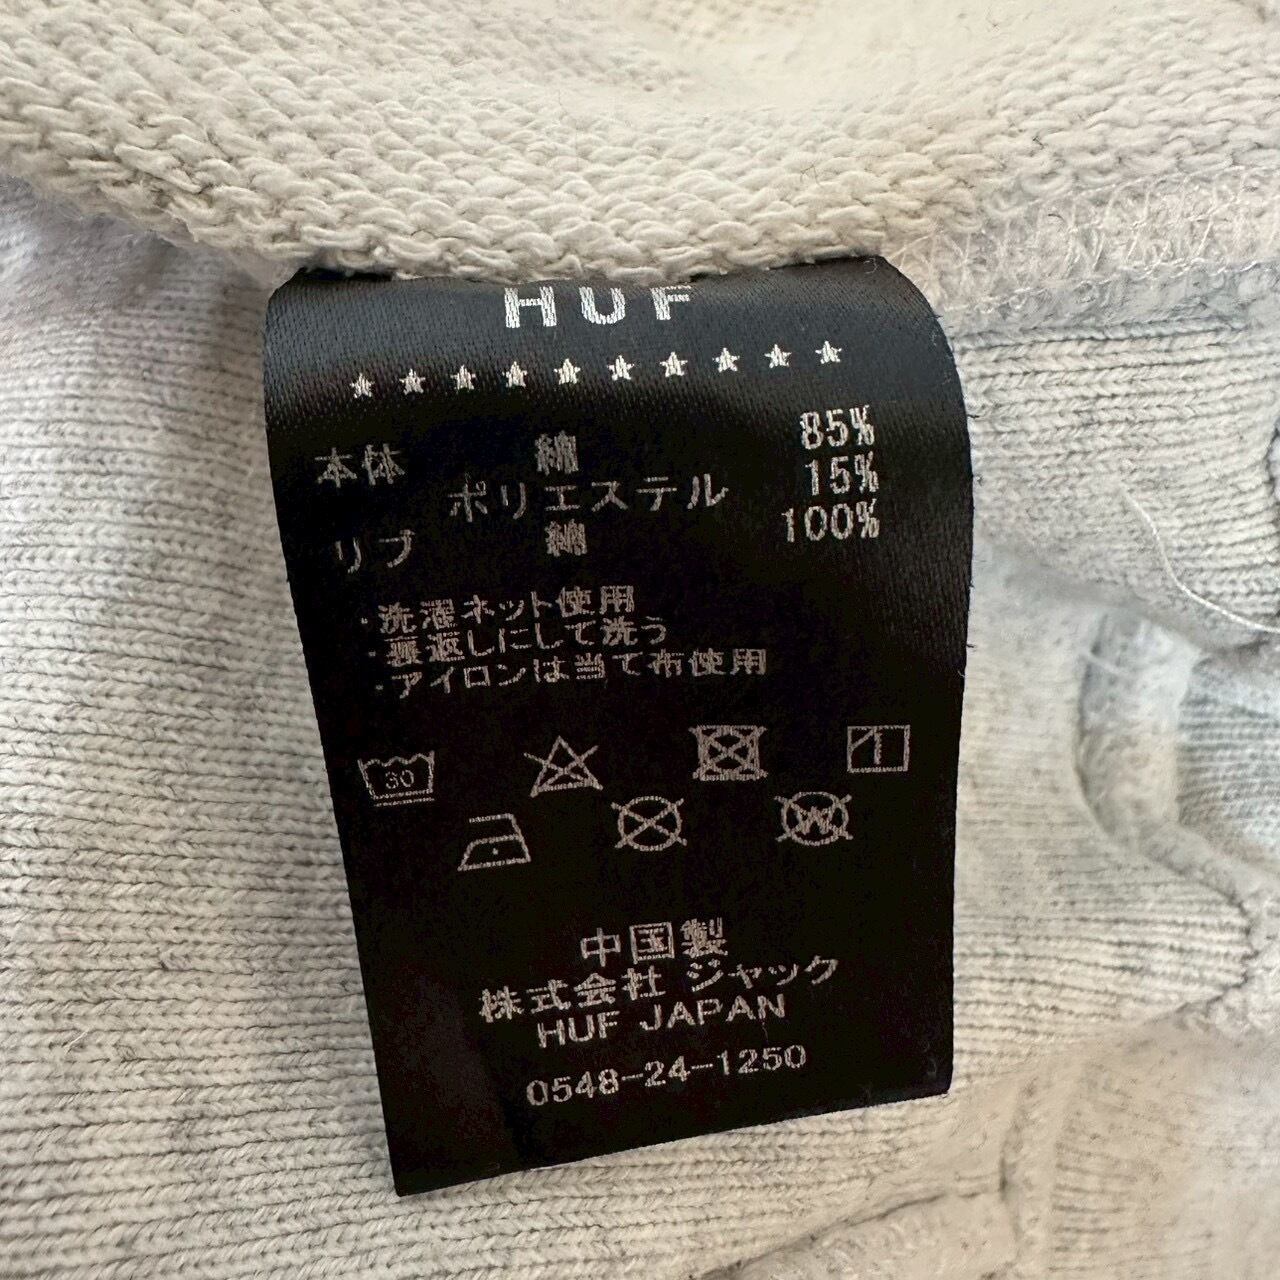 HUF
★ ★ ★ ★ ★ ★ ★ ★ ★ ★
本体 綿 85%
ポリエステル 15%
リブ 綿 100%
・洗濯ネット使用
・裏返しにして洗う
・アイロンは当て布使用
30
W
中国製
株式会社 ジャック
HUF JAPAN
0548-24-1250